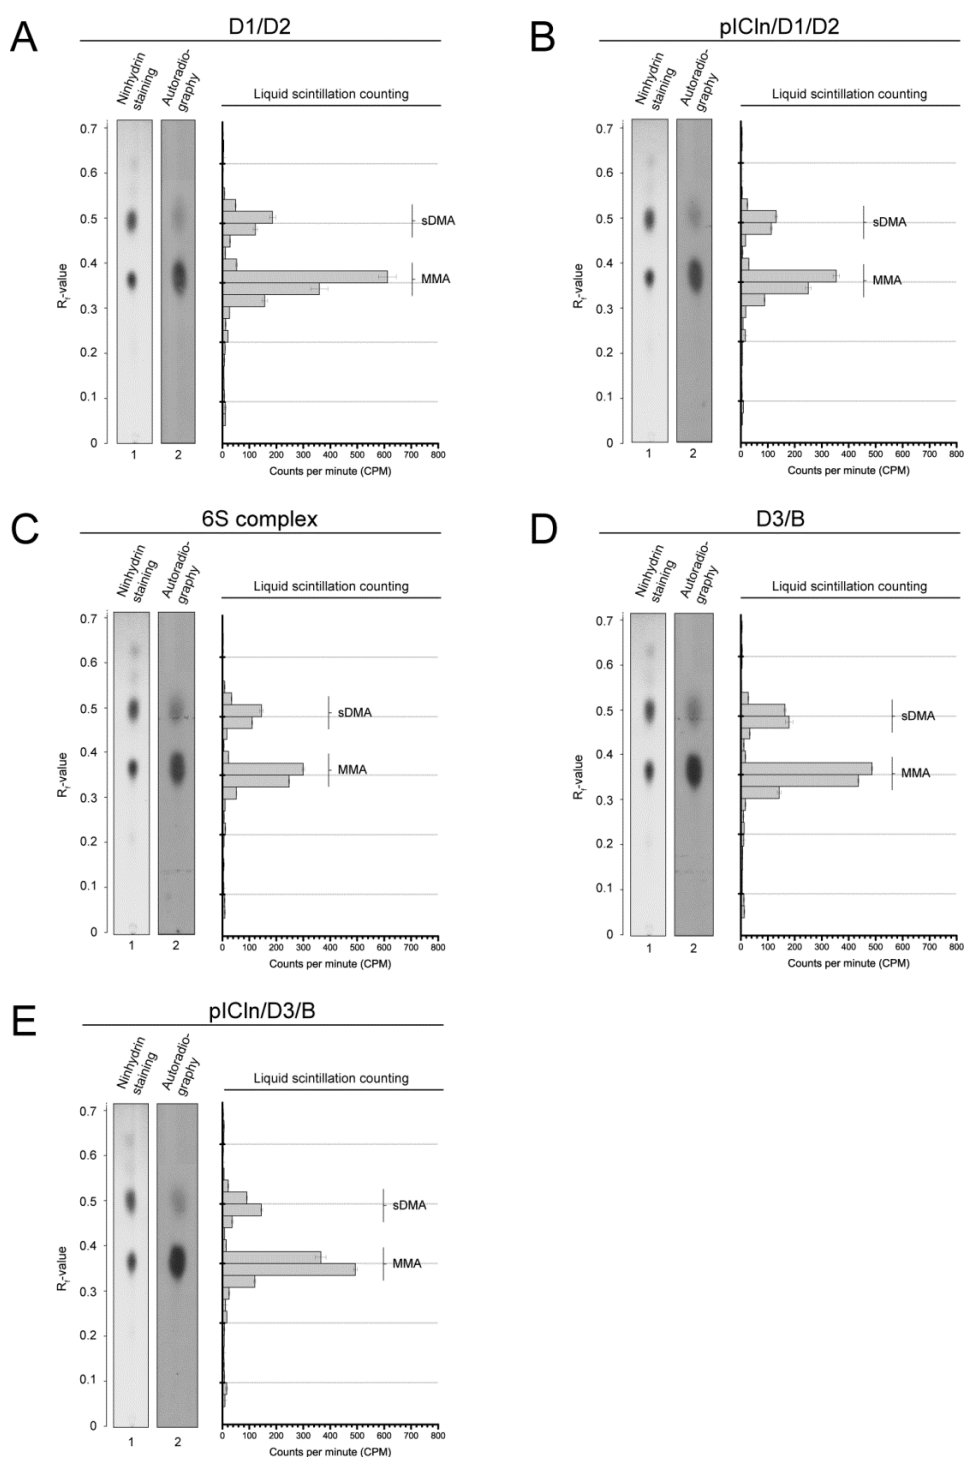 A
D1/D2
Ninhydrin
staining
Autoradio-
graphy
Liquid scintillation counting
Rf-value
0.7
0.6
0.5
0.4
0.3
0.2
0.1
0
sDMA
MMA
1
2
0 100 200 300 400 500 600 700 800
Counts per minute (CPM)
B
pICln/D1/D2
Ninhydrin
staining
Autoradio-
graphy
Liquid scintillation counting
Rf-value
0.7
0.6
0.5
0.4
0.3
0.2
0.1
0
sDMA
MMA
1
2
0 100 200 300 400 500 600 700 800
Counts per minute (CPM)
C
6S complex
Ninhydrin
staining
Autoradio-
graphy
Liquid scintillation counting
Rf-value
0.7
0.6
0.5
0.4
0.3
0.2
0.1
0
sDMA
MMA
1
2
0 100 200 300 400 500 600 700 800
Counts per minute (CPM)
D
D3/B
Ninhydrin
staining
Autoradio-
graphy
Liquid scintillation counting
Rf-value
0.7
0.6
0.5
0.4
0.3
0.2
0.1
0
sDMA
MMA
1
2
0 100 200 300 400 500 600 700 800
Counts per minute (CPM)
E
pICln/D3/B
Ninhydrin
staining
Autoradio-
graphy
Liquid scintillation counting
Rf-value
0.7
0.6
0.5
0.4
0.3
0.2
0.1
0
sDMA
MMA
1
2
0 100 200 300 400 500 600 700 800
Counts per minute (CPM)